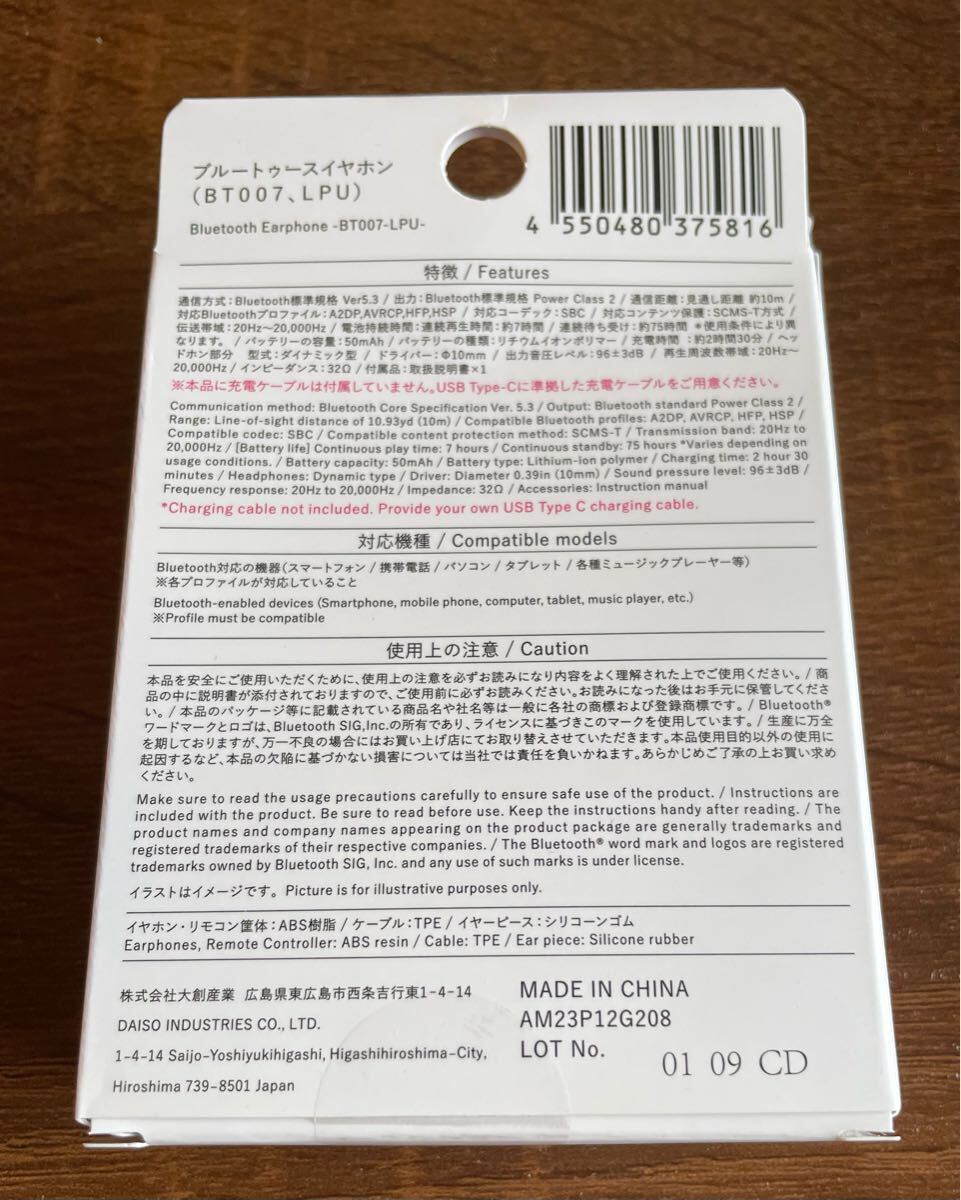 ブルートゥースイヤホン
(BT007、LPU)
Bluetooth Earphone -BT007-LPU-
4 550480 375816
特徴 / Features
通信方式：Bluetooth標準規格 Ver5.3 / 出力：Bluetooth標準規格 Power Class 2 / 通信距離：見通し距離 約10m /
対応Bluetoothプロファイル：A2DP,AVRCP,HFP,HSP / 対応コーデック：SBC / 対応コンテンツ保護：SCMS-T方式 /
伝送帯域：20Hz～20,000Hz / 電池持続時間：連続再生時間：約7時間 / 連続待ち受け：約75時間 *使用条件により異
なります。 / バッテリーの容量：50mAh / バッテリーの種類：リチウムイオンポリマー / 充電時間 ：約2時間30分 / ヘッ
ドホン部分 型式：ダイナミック型 / ドライバー：Φ10mm / 出力音圧レベル：96±3dB / 再生周波数帯域：20Hz～
20,000Hz / インピーダンス：32Ω / 付属品：取扱説明書×1
※本品に充電ケーブルは付属していません。USB Type-Cに準拠した充電ケーブルをご用意ください。
Communication method: Bluetooth Core Specification Ver. 5.3 / Output: Bluetooth standard Power Class 2 /
Range: Line-of-sight distance of 10.93yd (10m) / Compatible Bluetooth profiles: A2DP, AVRCP, HFP, HSP /
Compatible codec: SBC / Compatible content protection method: SCMS-T / Transmission band: 20Hz to
20,000Hz / [Battery life] Continuous play time: 7 hours / Continuous standby: 75 hours *Varies depending on
usage conditions. / Battery capacity: 50mAh / Battery type: Lithium-ion polymer / Charging time: 2 hour 30
minutes / Headphones: Dynamic type / Driver: Diameter 0.39in (10mm) / Sound pressure level: 96±3dB /
Frequency response: 20Hz to 20,000Hz / Impedance: 32Ω / Accessories: Instruction manual
*Charging cable not included. Provide your own USB Type C charging cable.
対応機種 / Compatible models
Bluetooth対応の機器（スマートフォン / 携帯電話 / パソコン / タブレット / 各種ミュージックプレーヤー等）
※各プロファイルが対応していること
Bluetooth-enabled devices (Smartphone, mobile phone, computer, tablet, music player, etc.)
※Profile must be compatible
使用上の注意 / Caution
本品を安全にご使用いただくために、使用上の注意を必ずお読みになり内容をよく理解された上でご使用ください。 / 商
品の中に説明書が添付されておりますので、ご使用前に必ずお読みください。お読みになった後はお手元に保管してくださ
い。 / 本品のパッケージ等に記載されている商品名や社名等は一般に各社の商標および登録商標です。 / Bluetooth®
ワードマークとロゴは、Bluetooth SIG,Inc.の所有であり、ライセンスに基づきこのマークを使用しています。 / 生産に万全
を期しておりますが、万一不良の場合にはお買い上げ店にてお取り替えさせていただきます。本品使用目的以外の使用に
起因するなど、本品の欠陥に基づかない損害については当社では責任を負いかねます。あらかじめご了承の上お買い求め
ください。
Make sure to read the usage precautions carefully to ensure safe use of the product. / Instructions are
included with the product. Be sure to read before use. Keep the instructions handy after reading. / The
product names and company names appearing on the product package are generally trademarks and
registered trademarks of their respective companies. / The Bluetooth® word mark and logos are registered
trademarks owned by Bluetooth SIG, Inc. and any use of such marks is under license.
イラストはイメージです。 Picture is for illustrative purposes only.
イヤホン・リモコン筐体：ABS樹脂 / ケーブル：TPE / イヤーピース：シリコーンゴム
Earphones, Remote Controller: ABS resin / Cable: TPE / Ear piece: Silicone rubber
株式会社大創産業 広島県東広島市西条吉行東1-4-14
DAISO INDUSTRIES CO., LTD.
1-4-14 Saijo-Yoshiyukihigashi, Higashihiroshima-City,
Hiroshima 739-8501 Japan
MADE IN CHINA
AM23P12G208
LOT No. 01 09 CD